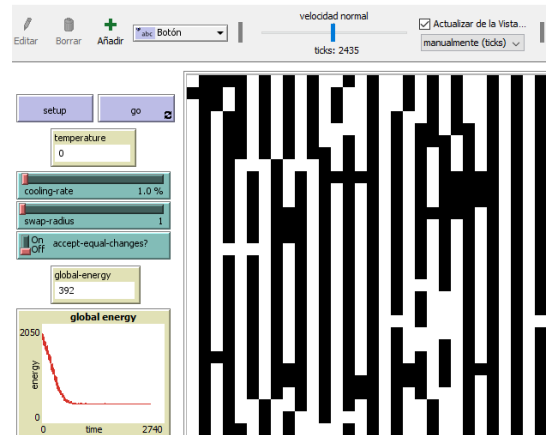 velocidad normal
Editar Borrar Añadir abc Botón
ticks: 2435
Actualizar de la Vista...
manualmente (ticks)
setup go
temperature
0
cooling-rate 1.0 %
swap-radius 1
On
Off accept-equal-changes?
global-energy
392
global energy
2050
energy
0
0 time 2740